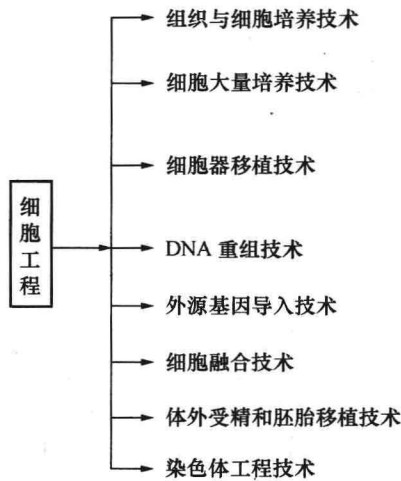 组织与细胞培养技术
细胞大量培养技术
细胞器移植技术
细胞工程
DNA 重组技术
外源基因导入技术
细胞融合技术
体外受精和胚胎移植技术
染色体工程技术